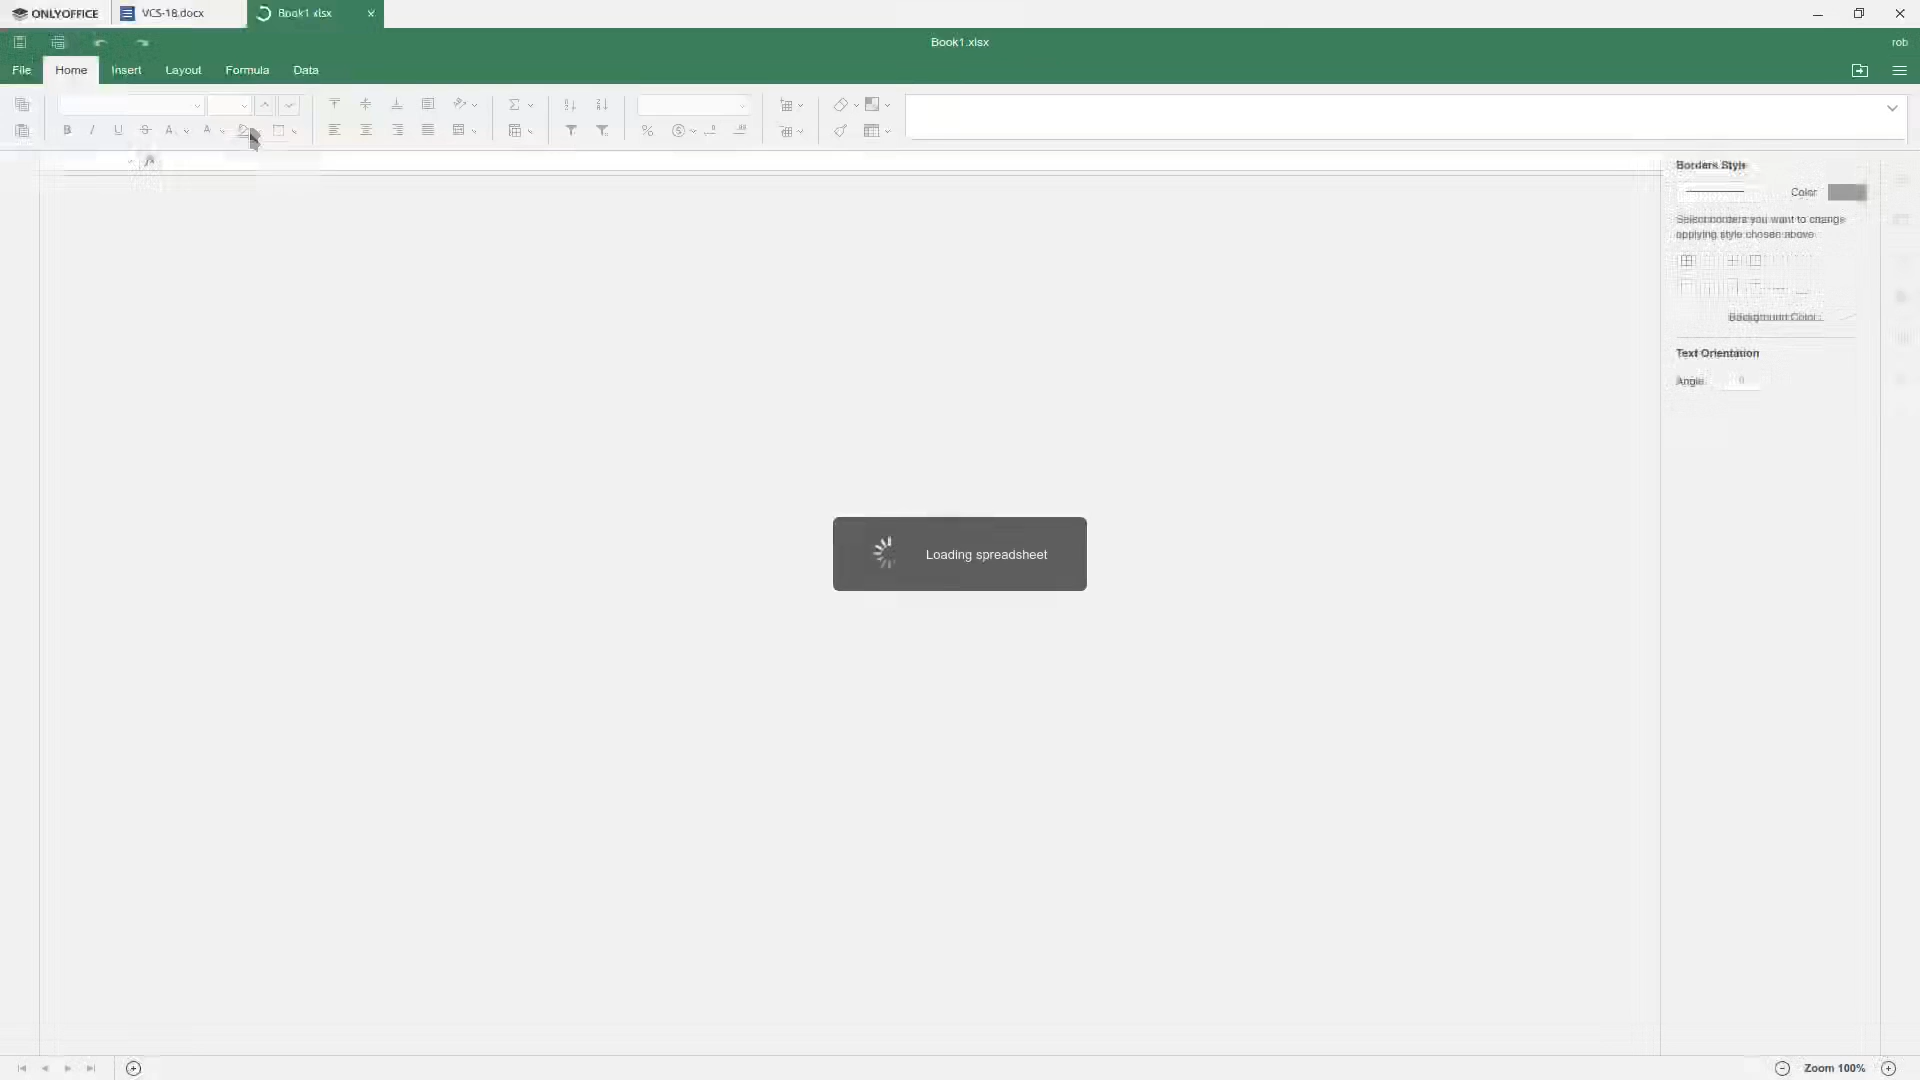 ONLYOFFICE VCS-18.docx Book1.xlsx
Book1.xlsx rob
File Home Insert Layout Formula Data
Borders Style
Color
Select borders you want to change
applying style chosen above
Background Color
Text Orientation
Angle 0
Loading spreadsheet
Zoom 100%